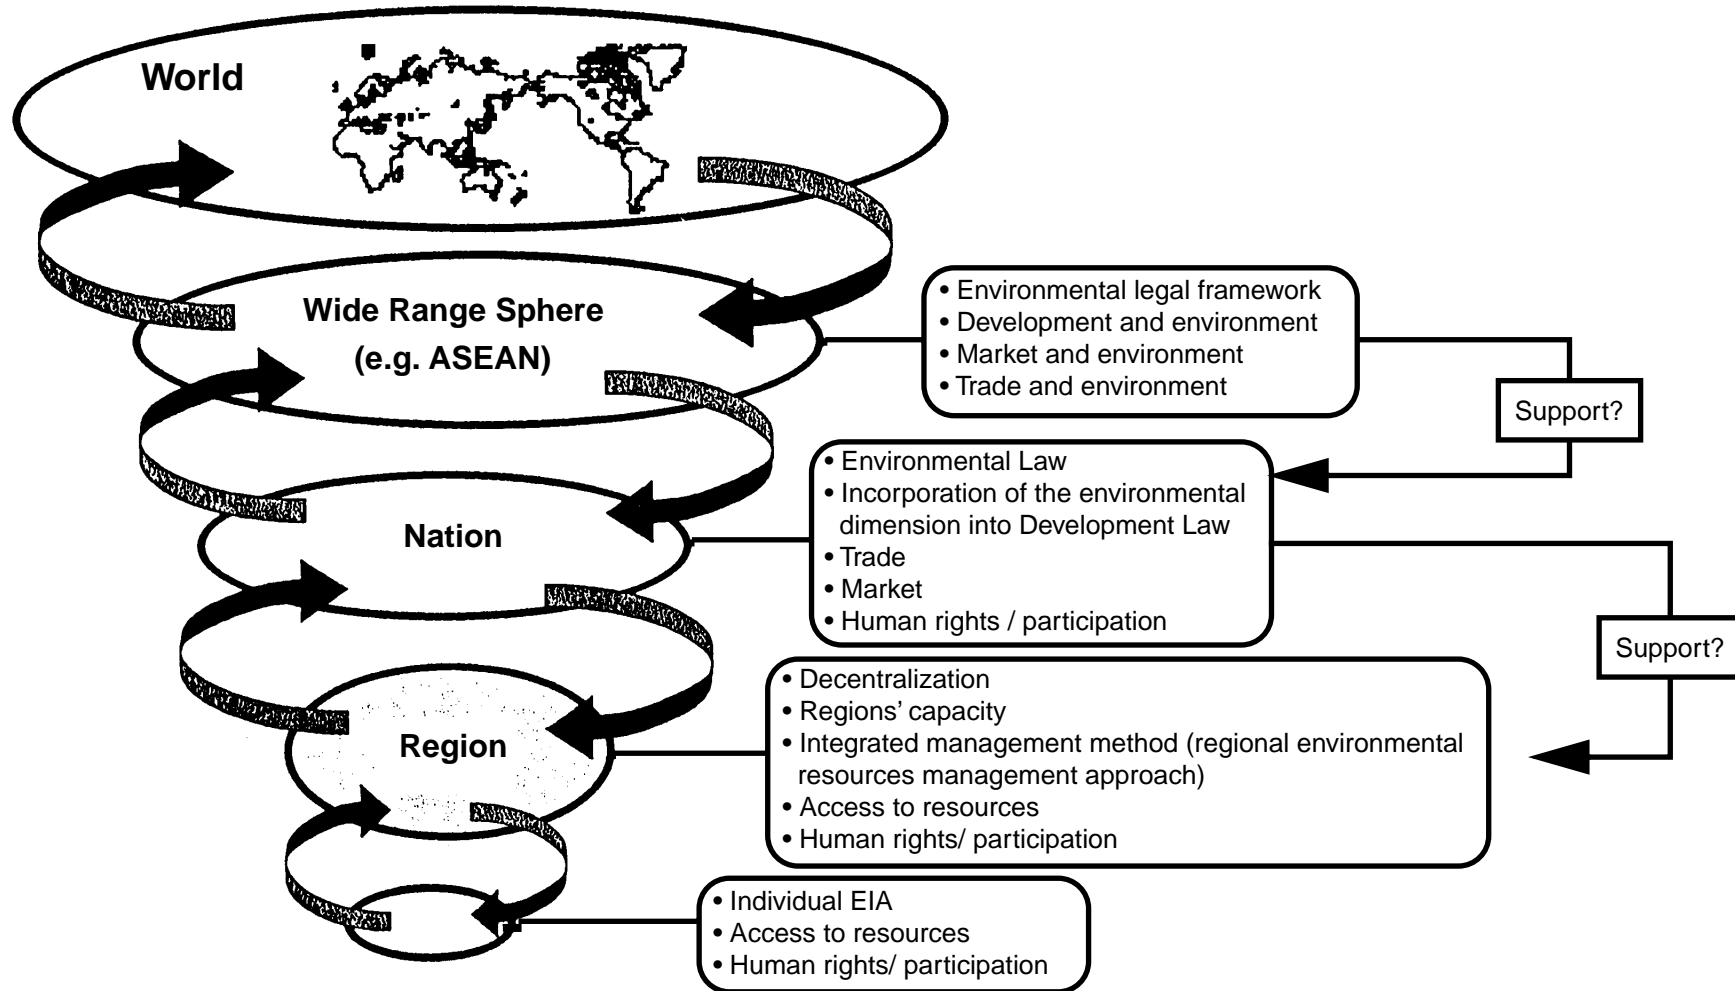 World
Wide Range Sphere
(e.g. ASEAN)
• Environmental legal framework
• Development and environment
• Market and environment
• Trade and environment
Support?
Nation
• Environmental Law
• Incorporation of the environmental
dimension into Development Law
• Trade
• Market
• Human rights / participation
Support?
Region
• Decentralization
• Regions’ capacity
• Integrated management method (regional environmental
resources management approach)
• Access to resources
• Human rights/ participation
• Individual EIA
• Access to resources
• Human rights/ participation